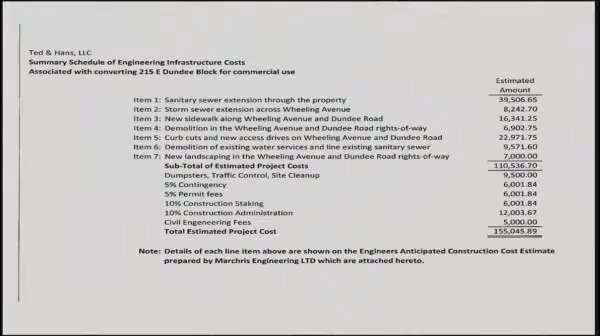 Ted & Hans, LLC
Summary Schedule of Engineering Infrastructure Costs
Associated with converting 215 E Dundee Block for commercial use
Estimated
Amount
Item 1: Sanitary sewer extension through the property 39,506.65
Item 2: Storm sewer extension across Wheeling Avenue 8,242.70
Item 3: New sidewalk along Wheeling Avenue and Dundee Road 16,341.25
Item 4: Demolition in the Wheeling Avenue and Dundee Road rights-of-way 6,902.75
Item 5: Curb cuts and new access drives on Wheeling Avenue and Dundee Road 22,971.75
Item 6: Demolition of existing water services and line existing sanitary sewer 9,571.60
Item 7: New landscaping in the Wheeling Avenue and Dundee Road rights-of-way 7,000.00
Sub-Total of Estimated Project Costs 110,536.70
Dumpsters, Traffic Control, Site Cleanup 9,500.00
5% Contingency 6,001.84
5% Permit fees 6,001.84
10% Construction Staking 6,001.84
10% Construction Administration 12,003.67
Civil Engeneering Fees 5,000.00
Total Estimated Project Cost 155,045.89
Note: Details of each line item above are shown on the Engineers Anticipated Construction Cost Estimate
prepared by Marchris Engineering LTD which are attached hereto.